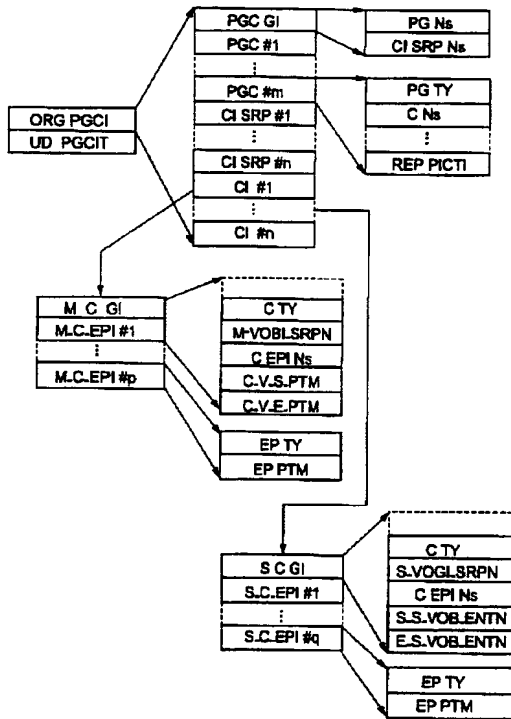 ORG PGCI
UD PGCIT
PGC GI
PGC #1
⋮
PGC #m
CI SRP #1
⋮
CI SRP #n
CI #1
⋮
CI #n
PG Ns
CI SRP Ns
PG TY
C Ns
⋮
REP PICTI
M C GI
M-C-EPI #1
⋮
M-C-EPI #p
C TY
M-VOBI-SRPN
C EPI Ns
C-V-S-PTM
C-V-E-PTM
EP TY
EP PTM
S C GI
S-C-EPI #1
⋮
S-C-EPI #q
C TY
S-VOGI-SRPN
C EPI Ns
S-S-VOB-ENTN
E-S-VOB-ENTN
EP TY
EP PTM